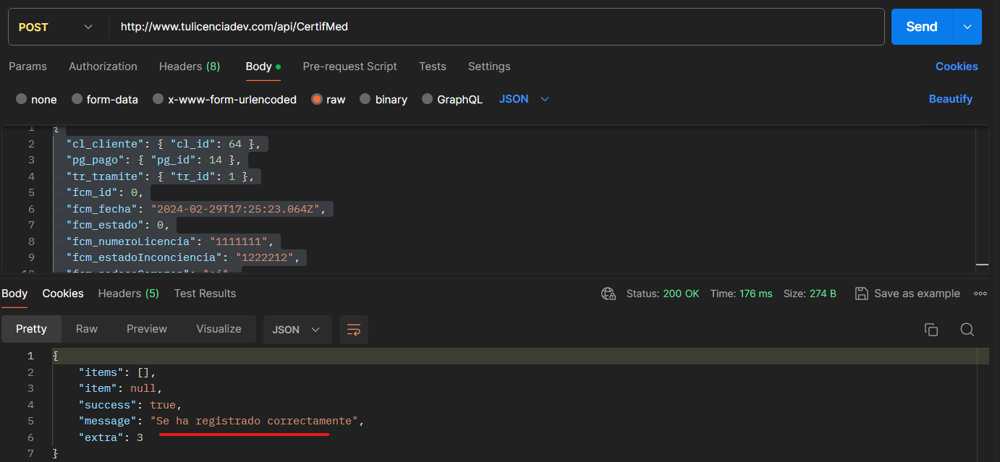 POST http://www.tulicenciadev.com/api/CertifMed Send
Params Authorization Headers (8) Body Pre-request Script Tests Settings Cookies
none form-data x-www-form-urlencoded raw binary GraphQL JSON Beautify
1 {
2 "cl_cliente": { "cl_id": 64 },
3 "pg_pago": { "pg_id": 14 },
4 "tr_tramite": { "tr_id": 1 },
5 "fcm_id": 0,
6 "fcm_fecha": "2024-02-29T17:25:23.064Z",
7 "fcm_estado": 0,
8 "fcm_numeroLicencia": "1111111",
9 "fcm_estadoInconciencia": "1222212",
Body Cookies Headers (5) Test Results Status: 200 OK Time: 176 ms Size: 274 B Save as example
Pretty Raw Preview Visualize JSON
1 {
2 "items": [],
3 "item": null,
4 "success": true,
5 "message": "Se ha registrado correctamente",
6 "extra": 3
7 }